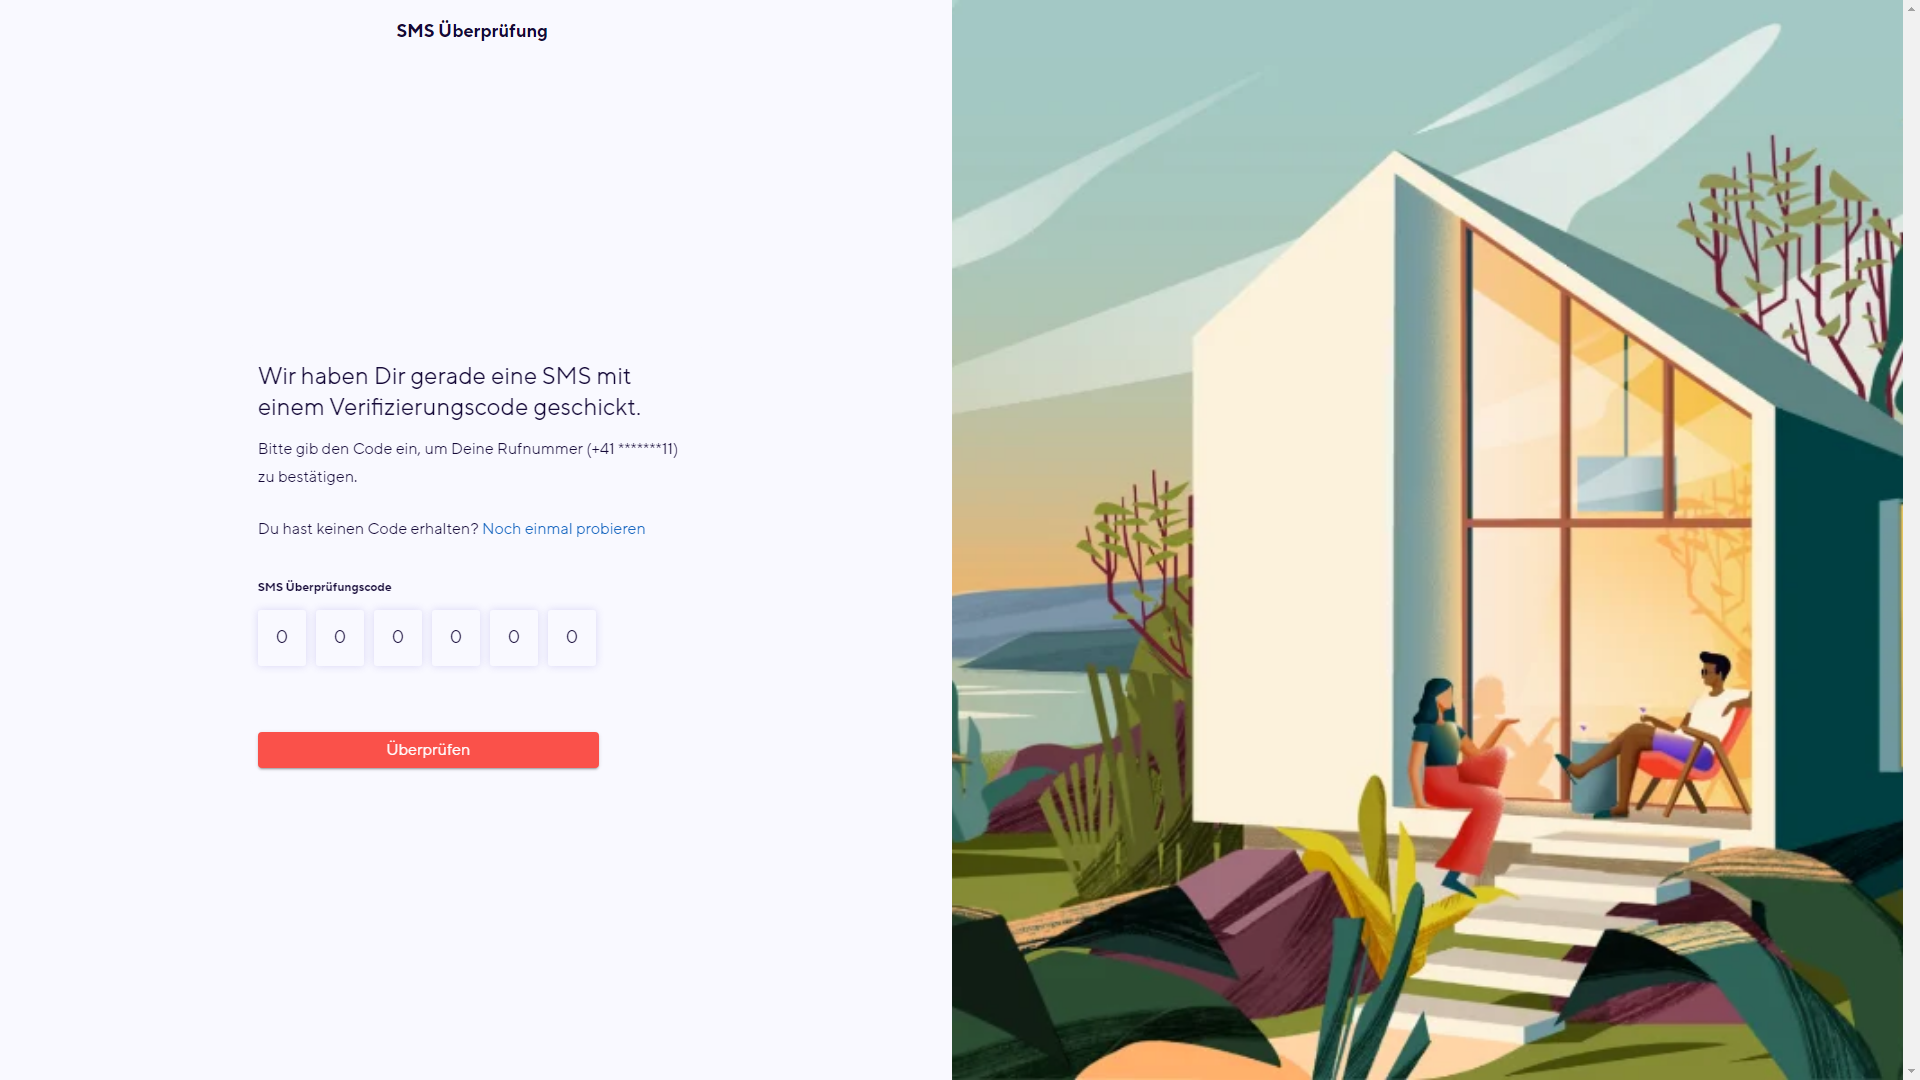 SMS Überprüfung
Wir haben Dir gerade eine SMS mit
einem Verifizierungscode geschickt.
Bitte gib den Code ein, um Deine Rufnummer (+41 *******11)
zu bestätigen.
Du hast keinen Code erhalten? Noch einmal probieren
SMS Überprüfungscode
0 0 0 0 0 0
Überprüfen